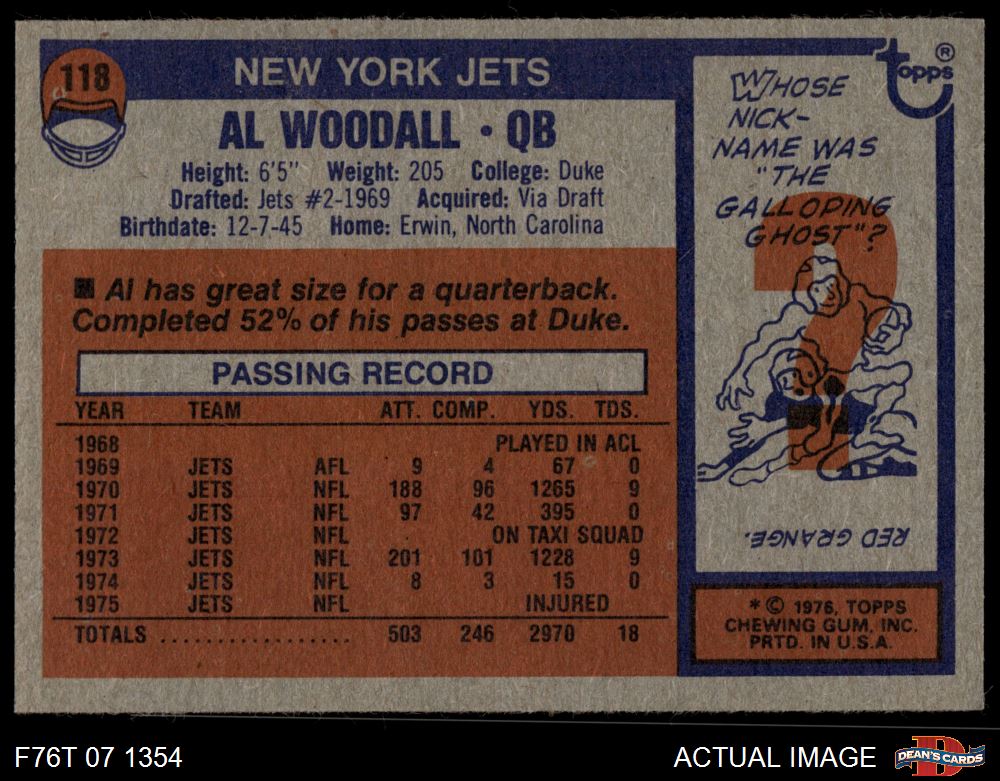 118
NEW YORK JETS
AL WOODALL · QB
Height: 6'5" Weight: 205 College: Duke
Drafted: Jets #2-1969 Acquired: Via Draft
Birthdate: 12-7-45 Home: Erwin, North Carolina
■ Al has great size for a quarterback.
Completed 52% of his passes at Duke.
PASSING RECORD
YEAR TEAM ATT. COMP. YDS. TDS.
1968 PLAYED IN ACL
1969 JETS AFL 9 4 67 0
1970 JETS NFL 188 96 1265 9
1971 JETS NFL 97 42 395 0
1972 JETS NFL ON TAXI SQUAD
1973 JETS NFL 201 101 1228 9
1974 JETS NFL 8 3 15 0
1975 JETS NFL INJURED
TOTALS .................. 503 246 2970 18
topps®
WHOSE
NICK-
NAME WAS
"THE
GALLOPING
GHOST"?
?
RED GRANGE.
* © 1976, TOPPS
CHEWING GUM, INC.
PRTD. IN U.S.A.
F76T 07 1354
ACTUAL IMAGE
D
DEAN'S CARDS